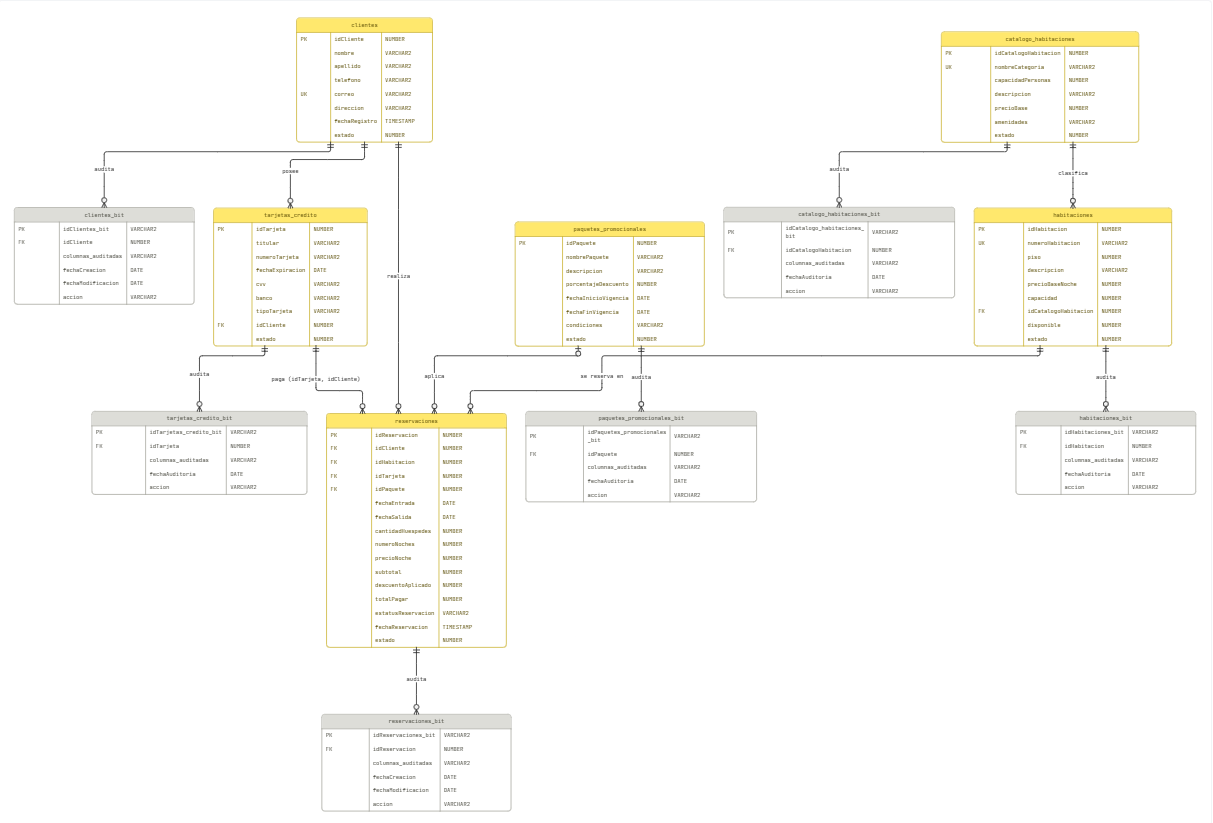 clientes
PK idCliente NUMBER
nombre VARCHAR2
apellido VARCHAR2
telefono VARCHAR2
UK correo VARCHAR2
direccion VARCHAR2
fechaRegistro TIMESTAMP
estado NUMBER
catalogo_habitaciones
PK idCatalogoHabitacion NUMBER
UK nombreCategoria VARCHAR2
capacidadPersonas NUMBER
descripcion VARCHAR2
precioBase NUMBER
amenidades VARCHAR2
estado NUMBER
audita
posee
realiza
audita
clasifica
clientes_bit
PK idClientes_bit VARCHAR2
FK idCliente NUMBER
columnas_auditadas VARCHAR2
fechaCreacion DATE
fechaModificacion DATE
accion VARCHAR2
tarjetas_credito
PK idTarjeta NUMBER
titular VARCHAR2
numeroTarjeta VARCHAR2
fechaExpiracion DATE
cvv VARCHAR2
banco VARCHAR2
tipoTarjeta VARCHAR2
FK idCliente NUMBER
estado NUMBER
paquetes_promocionales
PK idPaquete NUMBER
nombrePaquete VARCHAR2
descripcion VARCHAR2
porcentajeDescuento NUMBER
fechaInicioVigencia DATE
fechaFinVigencia DATE
condiciones VARCHAR2
estado NUMBER
catalogo_habitaciones_bit
PK idCatalogo_habitaciones_
bit VARCHAR2
FK idCatalogoHabitacion NUMBER
columnas_auditadas VARCHAR2
fechaAuditoria DATE
accion VARCHAR2
habitaciones
PK idHabitacion NUMBER
UK numeroHabitacion VARCHAR2
piso NUMBER
descripcion VARCHAR2
precioBaseNoche NUMBER
capacidad NUMBER
FK idCatalogoHabitacion NUMBER
disponible NUMBER
estado NUMBER
audita
paga (idTarjeta, idCliente)
aplica
se reserva en
audita
audita
tarjetas_credito_bit
PK idTarjetas_credito_bit VARCHAR2
FK idTarjeta NUMBER
columnas_auditadas VARCHAR2
fechaAuditoria DATE
accion VARCHAR2
reservaciones
PK idReservacion NUMBER
FK idCliente NUMBER
FK idHabitacion NUMBER
FK idTarjeta NUMBER
FK idPaquete NUMBER
fechaEntrada DATE
fechaSalida DATE
cantidadHuespedes NUMBER
numeroNoches NUMBER
precioNoche NUMBER
subtotal NUMBER
descuentoAplicado NUMBER
totalPagar NUMBER
estatusReservacion VARCHAR2
fechaReservacion TIMESTAMP
estado NUMBER
paquetes_promocionales_bit
PK idPaquetes_promocionales
_bit VARCHAR2
FK idPaquete NUMBER
columnas_auditadas VARCHAR2
fechaAuditoria DATE
accion VARCHAR2
habitaciones_bit
PK idHabitaciones_bit VARCHAR2
FK idHabitacion NUMBER
columnas_auditadas VARCHAR2
fechaAuditoria DATE
accion VARCHAR2
audita
reservaciones_bit
PK idReservaciones_bit VARCHAR2
FK idReservacion NUMBER
columnas_auditadas VARCHAR2
fechaCreacion DATE
fechaModificacion DATE
accion VARCHAR2